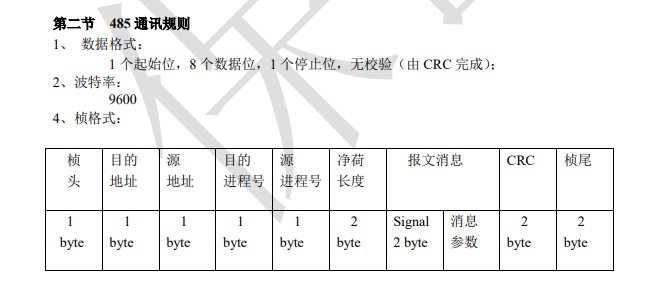 第二节 485 通讯规则
1、 数据格式：
1 个起始位，8 个数据位，1 个停止位，无校验（由 CRC 完成）；
2、波特率：
9600
4、桢格式：
桢头 目的地址 源地址 目的进程号 源进程号 净荷长度 报文消息 CRC 桢尾
1 byte 1 byte 1 byte 1 byte 1 byte 2 byte Signal 2 byte 消息参数 2 byte 2 byte